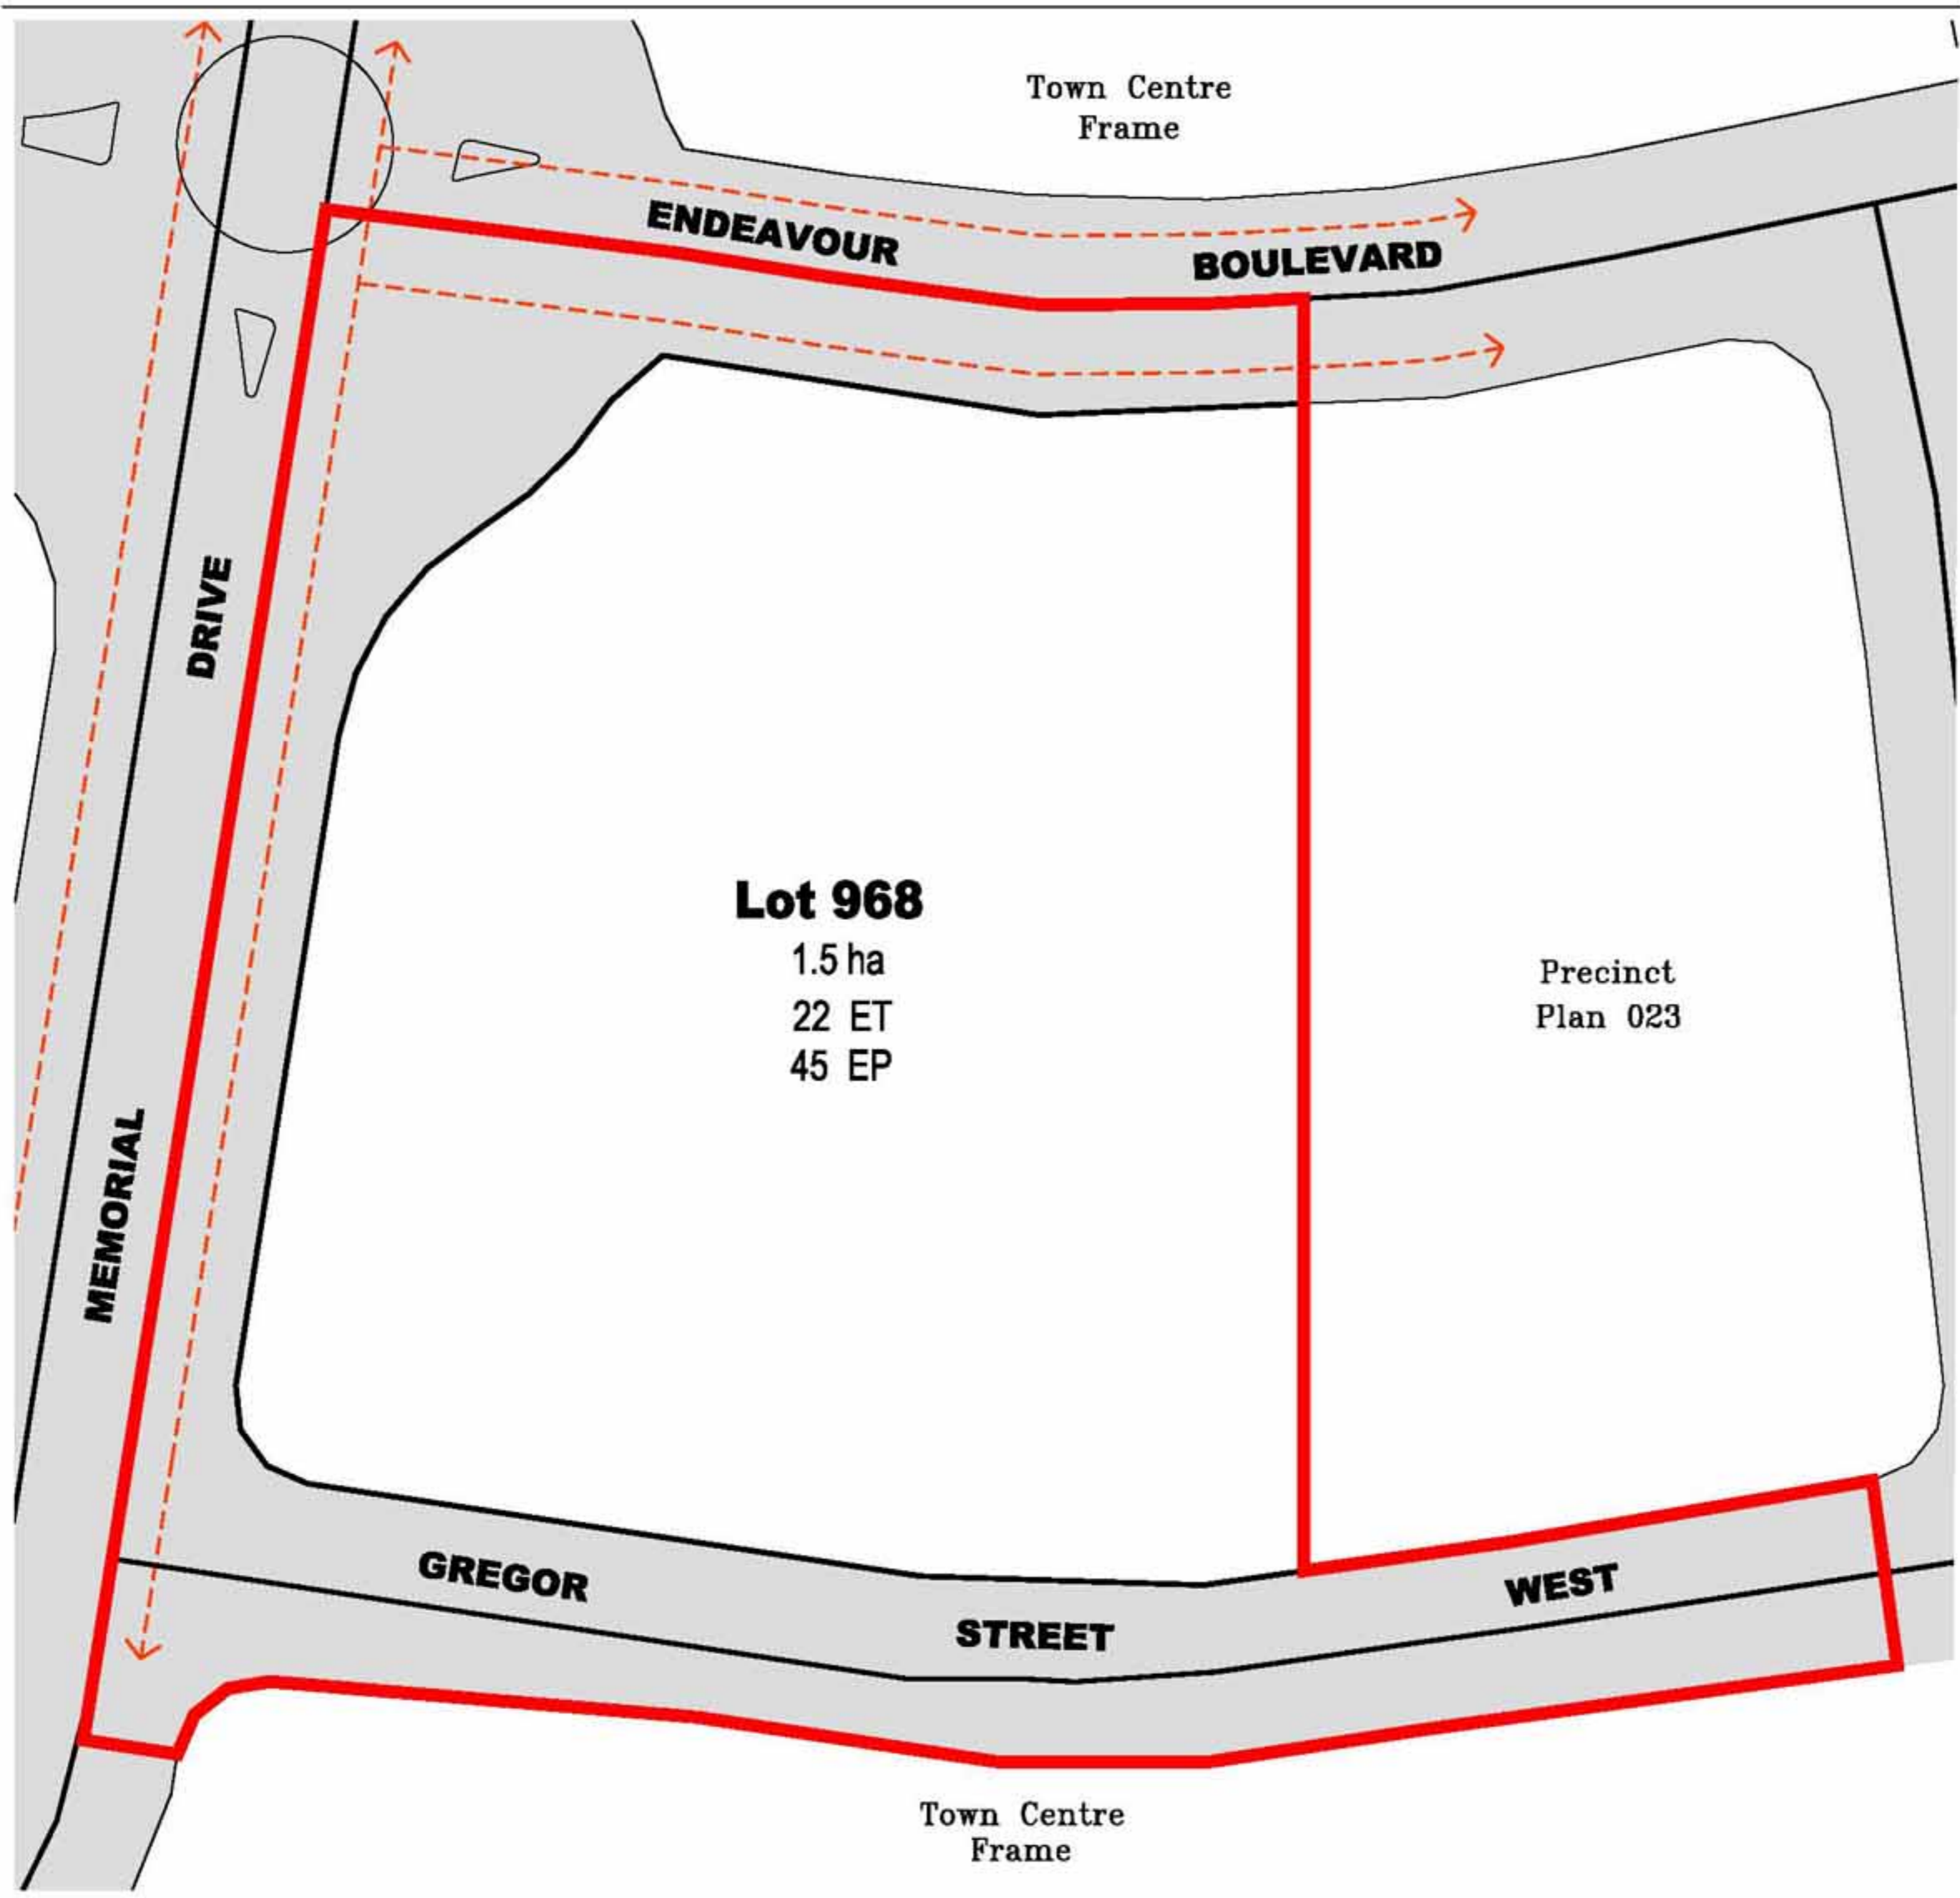 Town Centre
Frame
ENDEAVOUR
BOULEVARD
DRIVE
Lot 968
1.5 ha
22 ET
45 EP
Precinct
Plan 023
MEMORIAL
GREGOR
STREET
WEST
Town Centre
Frame